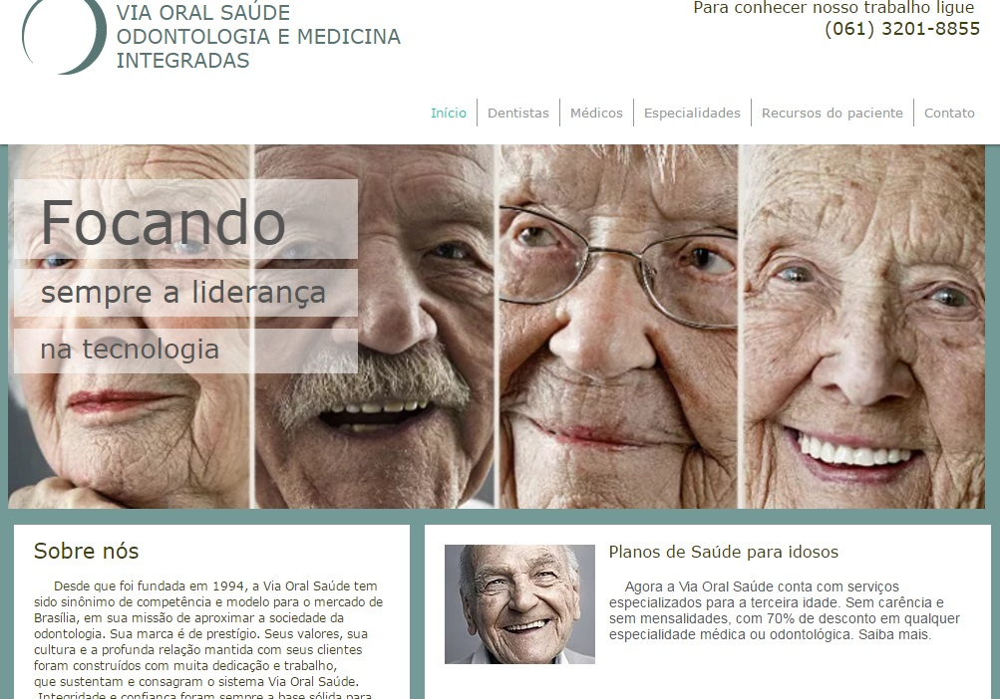 VIA ORAL SAÚDE
ODONTOLOGIA E MEDICINA
INTEGRADAS
Para conhecer nosso trabalho ligue
(061) 3201-8855
Início
Dentistas
Médicos
Especialidades
Recursos do paciente
Contato
Focando
sempre a liderança
na tecnologia
Sobre nós
Desde que foi fundada em 1994, a Via Oral Saúde tem
sido sinônimo de competência e modelo para o mercado de
Brasília, em sua missão de aproximar a sociedade da
odontologia. Sua marca é de prestígio. Seus valores, sua
cultura e a profunda relação mantida com seus clientes
foram construídos com muita dedicação e trabalho,
que sustentam e consagram o sistema Via Oral Saúde.
Integridade e confiança foram sempre a base sólida para
Planos de Saúde para idosos
Agora a Via Oral Saúde conta com serviços
especializados para a terceira idade. Sem carência e
sem mensalidades, com 70% de desconto em qualquer
especialidade médica ou odontológica. Saiba mais.